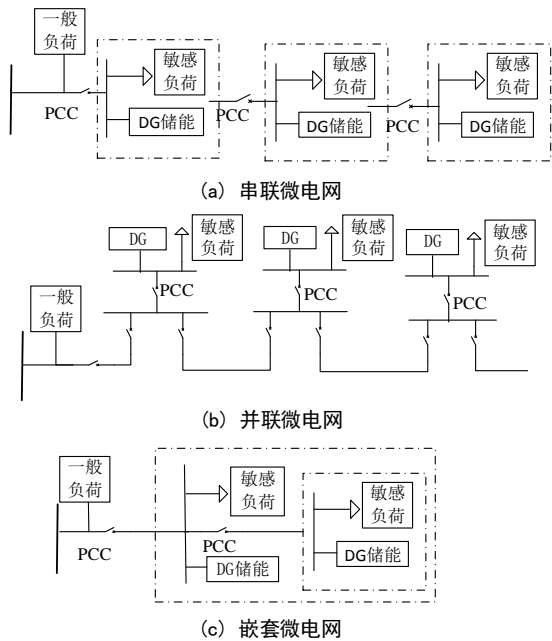 一般
负荷
PCC
敏感
负荷
DG储能
PCC
敏感
负荷
DG储能
PCC
敏感
负荷
DG储能
(a) 串联微电网
一般
负荷
DG
敏感
负荷
PCC
DG
敏感
负荷
PCC
DG
敏感
负荷
PCC
(b) 并联微电网
一般
负荷
PCC
敏感
负荷
PCC
DG储能
敏感
负荷
DG储能
(c) 嵌套微电网